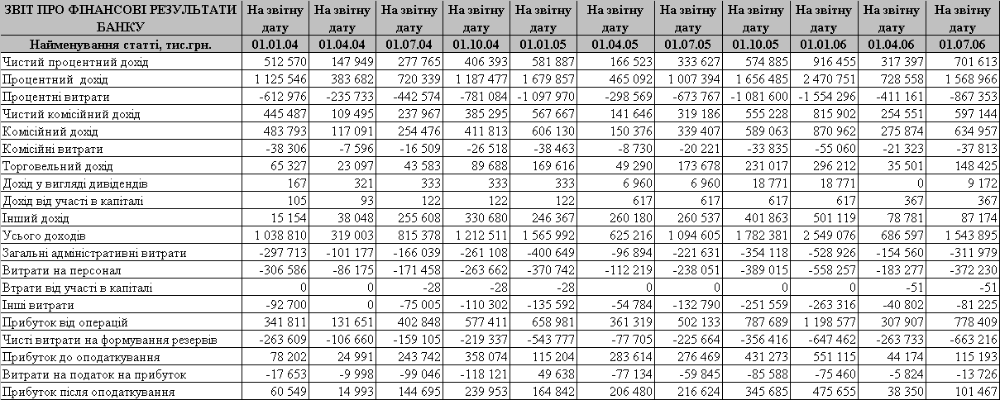 ЗВІТ ПРО ФІНАНСОВІ РЕЗУЛЬТАТИ БАНКУ На звітну дату На звітну дату На звітну дату На звітну дату На звітну дату На звітну дату На звітну дату На звітну дату На звітну дату На звітну дату На звітну дату
Найменування статті, тис.грн. 01.01.04 01.04.04 01.07.04 01.10.04 01.01.05 01.04.05 01.07.05 01.10.05 01.01.06 01.04.06 01.07.06
Чистий процентний дохід 512 570 147 949 277 765 406 393 581 887 166 523 333 627 574 885 916 455 317 397 701 613
Процентний дохід 1 125 546 383 682 720 339 1 187 477 1 679 857 465 092 1 007 394 1 656 485 2 470 751 728 558 1 568 966
Процентні витрати -612 976 -235 733 -442 574 -781 084 -1 097 970 -298 569 -673 767 -1 081 600 -1 554 296 -411 161 -867 353
Чистий комісійний дохід 445 487 109 495 237 967 385 295 567 667 141 646 319 186 555 228 815 902 254 551 597 144
Комісійний дохід 483 793 117 091 254 476 411 813 606 130 150 376 339 407 589 063 870 962 275 874 634 957
Комісійні витрати -38 306 -7 596 -16 509 -26 518 -38 463 -8 730 -20 221 -33 835 -55 060 -21 323 -37 813
Торговельний дохід 65 327 23 097 43 583 89 688 169 616 49 290 173 678 231 017 296 212 35 501 148 425
Дохід у вигляді дивідендів 167 321 333 333 333 6 960 6 960 18 771 18 771 0 9 172
Дохід від участі в капіталі 105 93 122 122 122 617 617 617 617 367 367
Інший дохід 15 154 38 048 255 608 330 680 246 367 260 180 260 537 401 863 501 119 78 781 87 174
Усього доходів 1 038 810 319 003 815 378 1 212 511 1 565 992 625 216 1 094 605 1 782 381 2 549 076 686 597 1 543 895
Загальні адміністративні витрати -297 713 -101 177 -166 039 -261 108 -400 649 -96 894 -221 631 -354 118 -528 926 -154 560 -311 979
Витрати на персонал -306 586 -86 175 -171 458 -263 662 -370 742 -112 219 -238 051 -389 015 -558 257 -183 277 -372 230
Втрати від участі в капіталі 0 0 -28 -28 -28 0 0 0 0 -51 -51
Інші витрати -92 700 0 -75 005 -110 302 -135 592 -54 784 -132 790 -251 559 -263 316 -40 802 -81 225
Прибуток від операцій 341 811 131 651 402 848 577 411 658 981 361 319 502 133 787 689 1 198 577 307 907 778 409
Чисті витрати на формування резервів -263 609 -106 660 -159 105 -219 337 -543 777 -77 705 -225 664 -356 416 -647 462 -263 733 -663 216
Прибуток до оподаткування 78 202 24 991 243 742 358 074 115 204 283 614 276 469 431 273 551 115 44 174 115 193
Витрати на податок на прибуток -17 653 -9 998 -99 046 -118 121 49 638 -77 134 -59 845 -85 588 -75 460 -5 824 -13 726
Прибуток після оподаткування 60 549 14 993 144 695 239 953 164 842 206 480 216 624 345 685 475 655 38 350 101 467